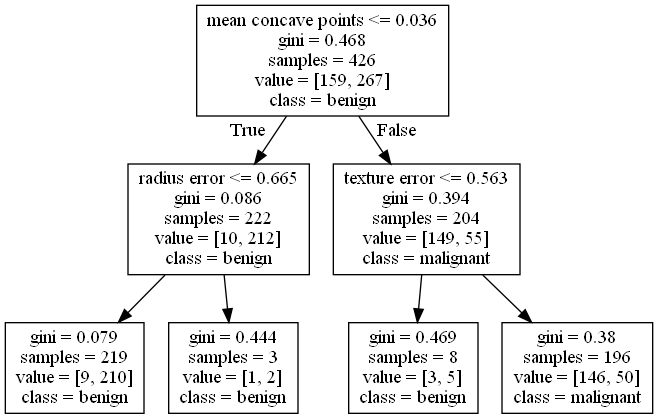 mean concave points <= 0.036
gini = 0.468
samples = 426
value = [159, 267]
class = benign
True
False
radius error <= 0.665
gini = 0.086
samples = 222
value = [10, 212]
class = benign
texture error <= 0.563
gini = 0.394
samples = 204
value = [149, 55]
class = malignant
gini = 0.079
samples = 219
value = [9, 210]
class = benign
gini = 0.444
samples = 3
value = [1, 2]
class = benign
gini = 0.469
samples = 8
value = [3, 5]
class = benign
gini = 0.38
samples = 196
value = [146, 50]
class = malignant